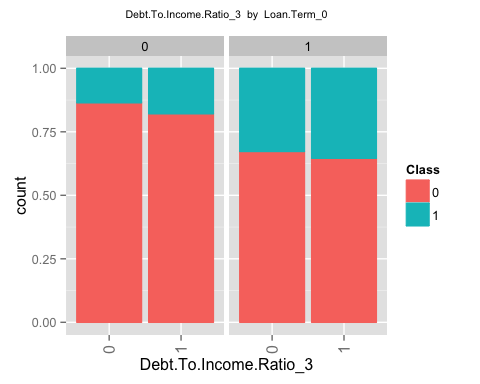 Debt.To.Income.Ratio_3 by Loan.Term_0
0 1
1.00
0.75
0.50
0.25
0.00
count
0 1 0 1
Debt.To.Income.Ratio_3
Class
0
1